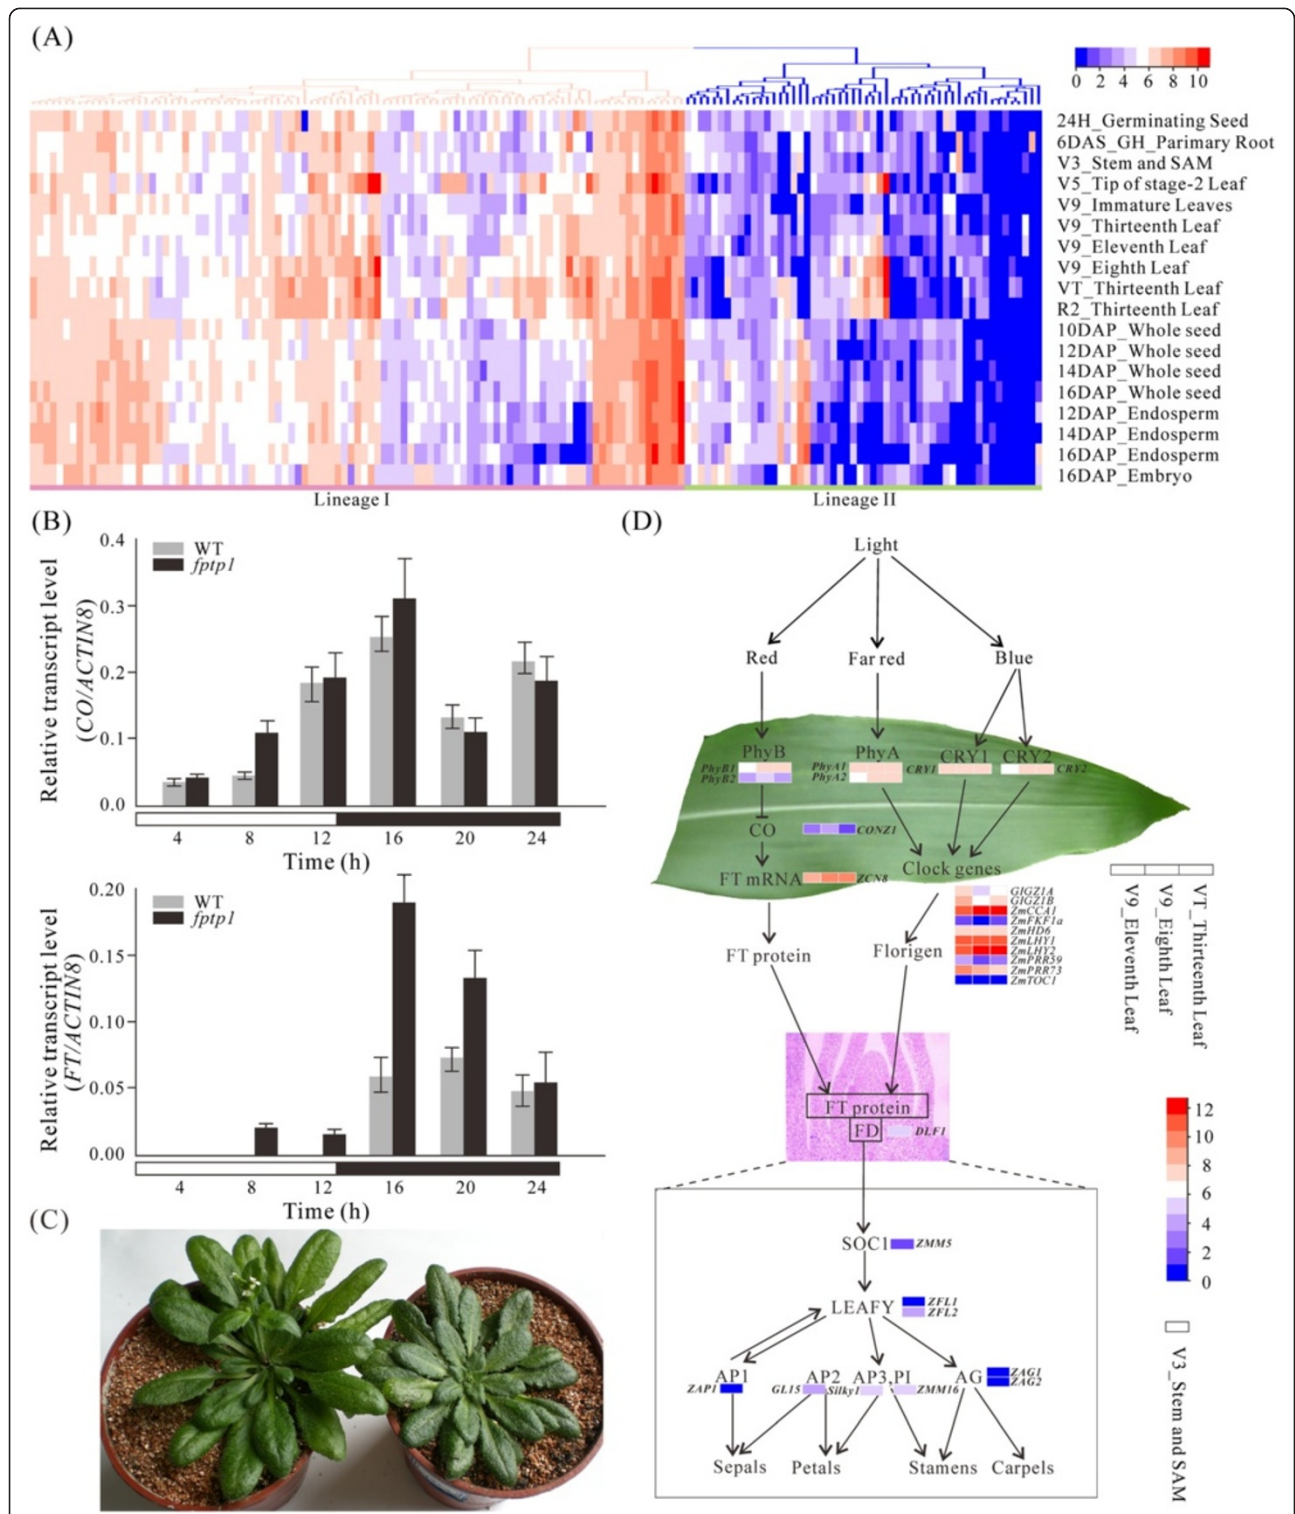 (A)
0 2 4 6 8 10
24H_Germinating Seed
6DAS_GH_Parimary Root
V3_Stem and SAM
V5_Tip of stage-2 Leaf
V9_Immature Leaves
V9_Thirteenth Leaf
V9_Eleventh Leaf
V9_Eighth Leaf
VT_Thirteenth Leaf
R2_Thirteenth Leaf
10DAP_Whole seed
12DAP_Whole seed
14DAP_Whole seed
16DAP_Whole seed
12DAP_Endosperm
14DAP_Endosperm
16DAP_Endosperm
16DAP_Embryo
Lineage I
Lineage II
(B)
Relative transcript level
(CO/ACTIN8)
0.4
0.3
0.2
0.1
0.0
WT
fptp1
4 8 12 16 20 24
Time (h)
Relative transcript level
(FT/ACTIN8)
0.20
0.15
0.10
0.05
0.00
WT
fptp1
4 8 12 16 20 24
Time (h)
(C)
(D)
Light
Red
Far red
Blue
PhyB
PhyB1
PhyB2
PhyA
PhyA1
PhyA2
CRY1
CRY1
CRY2
CRY2
CO
CONZ1
FT mRNA
ZCN8
Clock genes
GIGZ1A
GIGZ1B
ZmCCA1
ZmFKF1a
ZmHD6
ZmLHY1
ZmLHY2
ZmPRR59
ZmPRR73
ZmTOC1
V9_Eleventh Leaf
V9_Eighth Leaf
VT_Thirteenth Leaf
FT protein
Florigen
FT protein
FD
DLF1
SOC1
ZMM5
LEAFY
ZFL1
ZFL2
AP1
ZAP1
AP2
GL15
AP3,PI
Silky1
ZMM16
AG
ZAG1
ZAG2
Sepals
Petals
Stamens
Carpels
12
10
8
6
4
2
0
V3_Stem and SAM